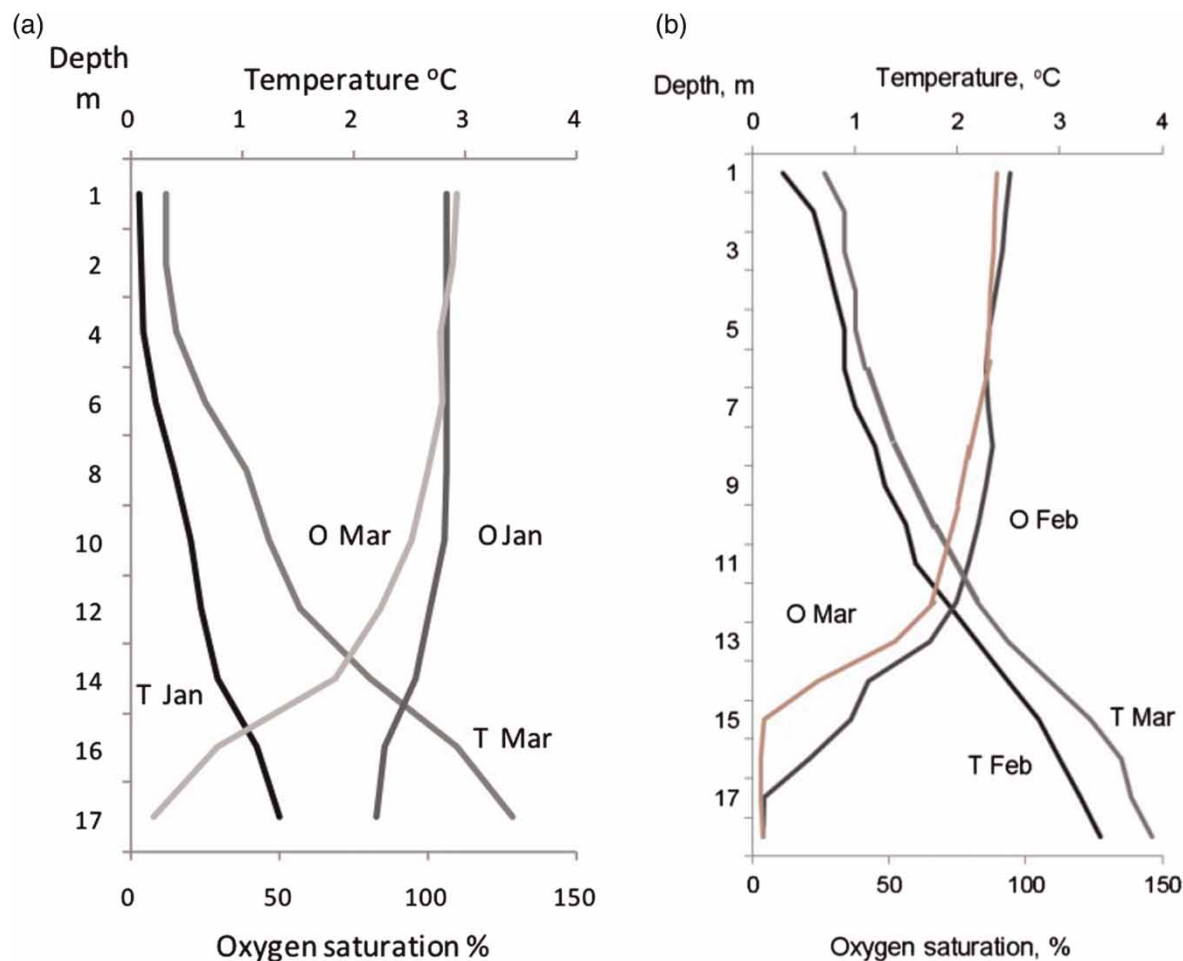 (a)
Depth
m
Temperature ºC
0 1 2 3 4
1
2
4
6
8
10
12
14
16
17
O Mar
O Jan
T Jan
T Mar
0 50 100 150
Oxygen saturation %
(b)
Depth, m
Temperature, ºC
0 1 2 3 4
1
3
5
7
9
11
13
15
17
O Feb
O Mar
T Mar
T Feb
0 50 100 150
Oxygen saturation, %